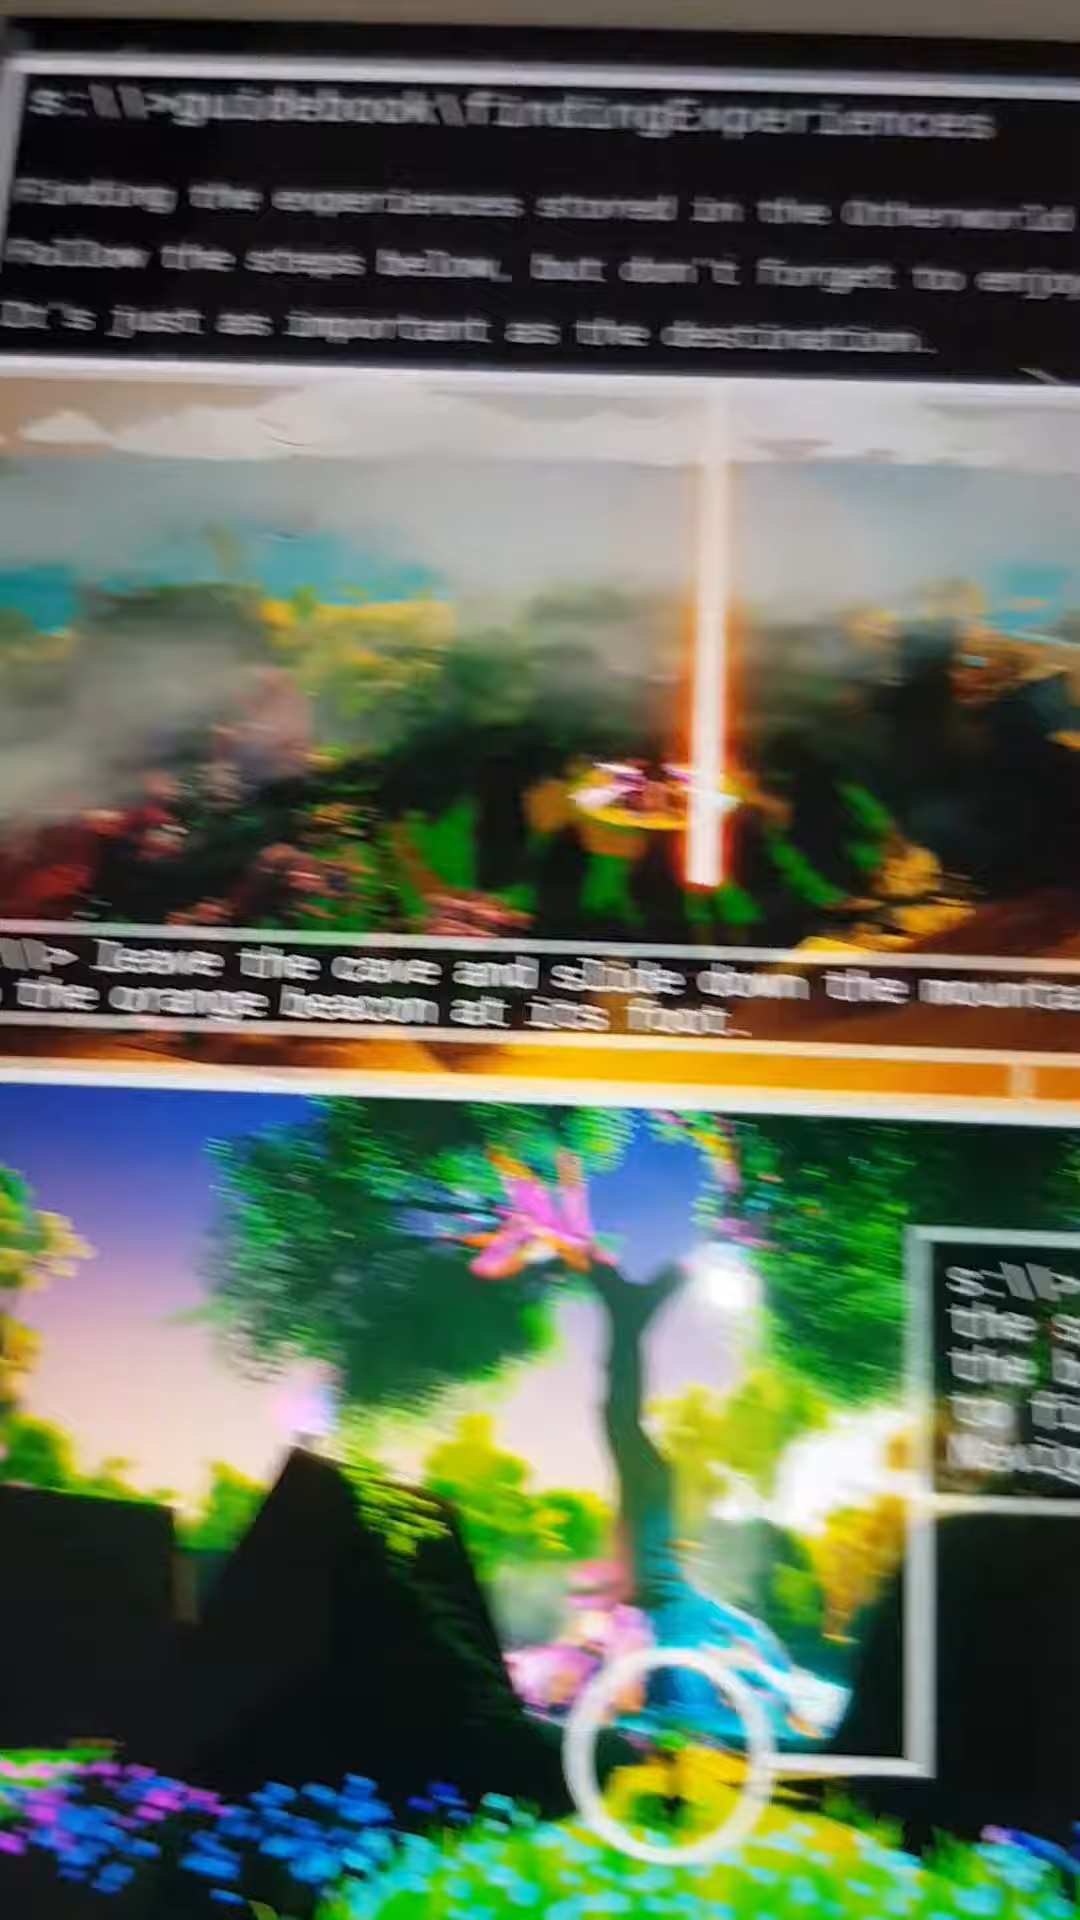 s:\\>guidebook\findingExperiences
Finding the experiences stored in the Otherworld
Follow the steps below, but don't forget to enjoy
It's just as important as the destination.
\\> Leave the cave and slide down the
the orange beacon at its foot.
s:\\>
the
the